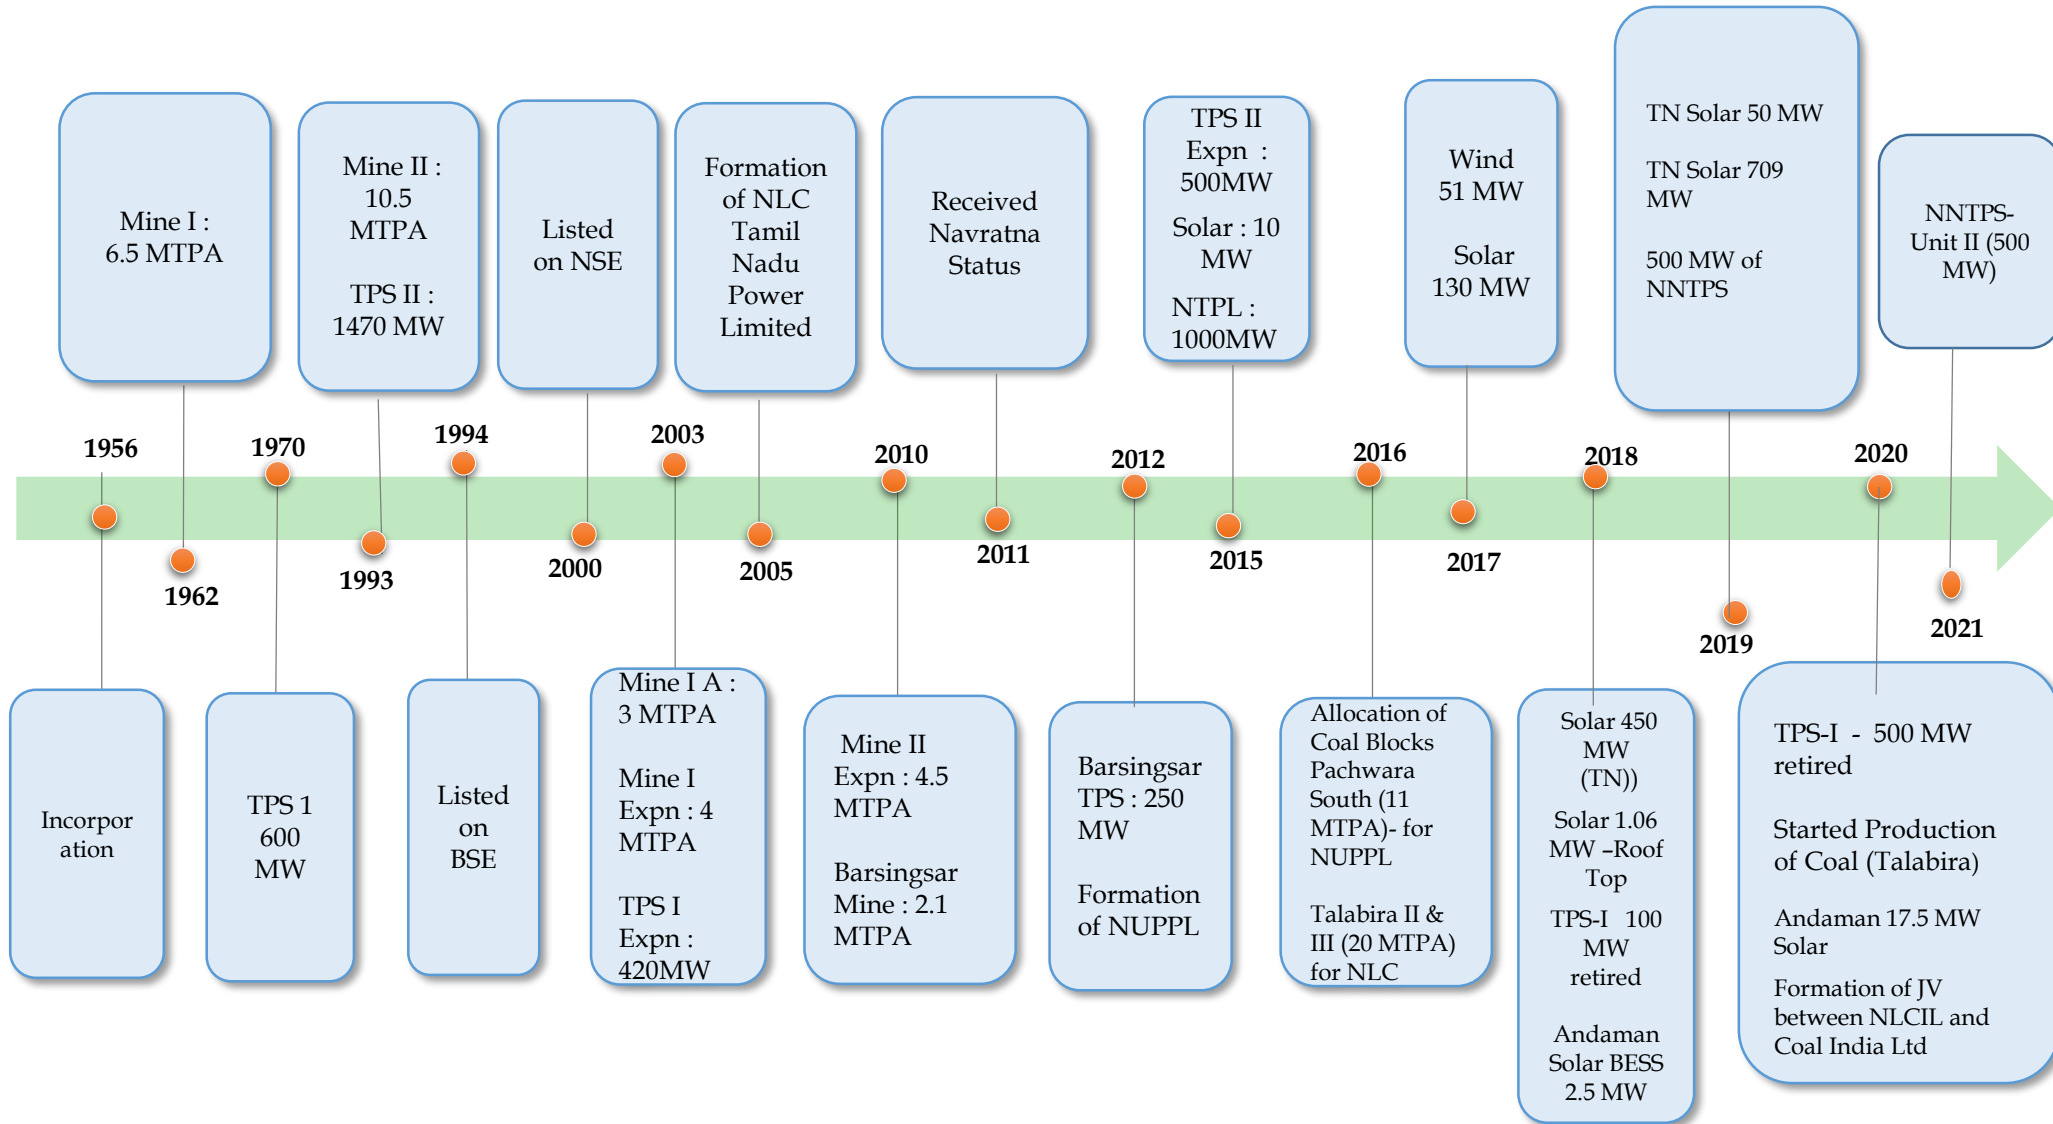 Mine I :
6.5 MTPA
Mine II :
10.5
MTPA
TPS II :
1470 MW
Listed
on NSE
Formation
of NLC
Tamil
Nadu
Power
Limited
Received
Navratna
Status
TPS II
Expn :
500MW
Solar : 10
MW
NTPL :
1000MW
Wind
51 MW
Solar
130 MW
TN Solar 50 MW
TN Solar 709
MW
500 MW of
NNTPS
NNTPS-
Unit II (500
MW)
1956
1970
1994
2003
2010
2012
2016
2018
2020
1962
1993
2000
2005
2011
2015
2017
2019
2021
Incorpor
ation
TPS 1
600
MW
Listed
on
BSE
Mine I A :
3 MTPA
Mine I
Expn : 4
MTPA
TPS I
Expn :
420MW
Mine II
Expn : 4.5
MTPA
Barsingsar
Mine : 2.1
MTPA
Barsingsar
TPS : 250
MW
Formation
of NUPPL
Allocation of
Coal Blocks
Pachwara
South (11
MTPA)- for
NUPPL
Talabira II &
III (20 MTPA)
for NLC
Solar 450
MW
(TN))
Solar 1.06
MW –Roof
Top
TPS-I 100
MW
retired
Andaman
Solar BESS
2.5 MW
TPS-I - 500 MW
retired
Started Production
of Coal (Talabira)
Andaman 17.5 MW
Solar
Formation of JV
between NLCIL and
Coal India Ltd